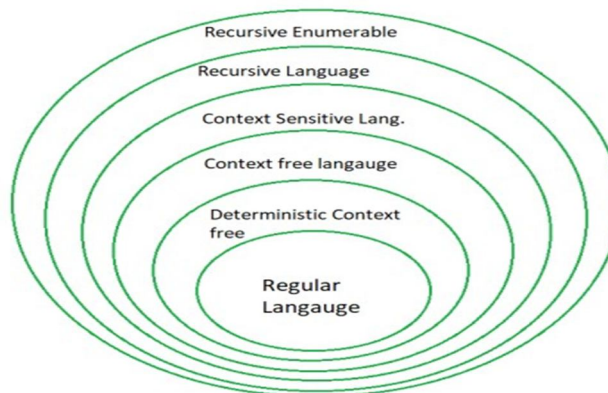 Recursive Enumerable
Recursive Language
Context Sensitive Lang.
Context free langauge
Deterministic Context
free
Regular
Langauge